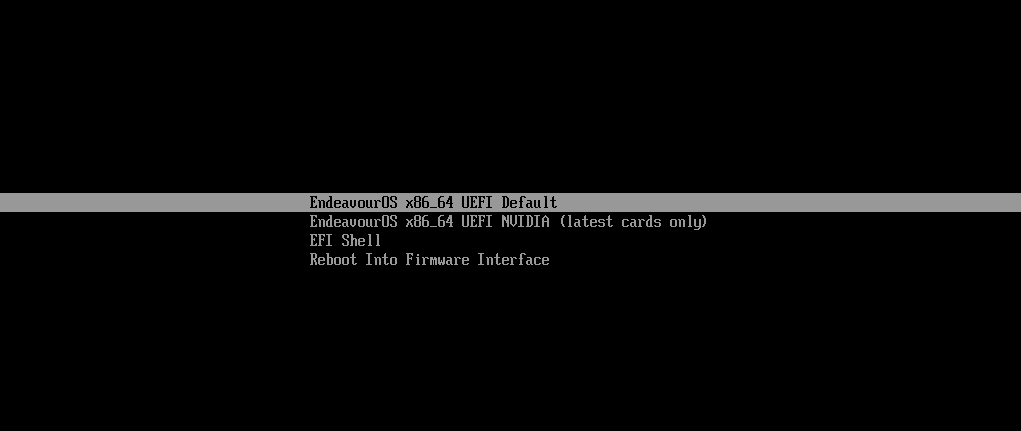 EndeavourOS x86_64 UEFI Default
EndeavourOS x86_64 UEFI NVIDIA (latest cards only)
EFI Shell
Reboot Into Firmware Interface